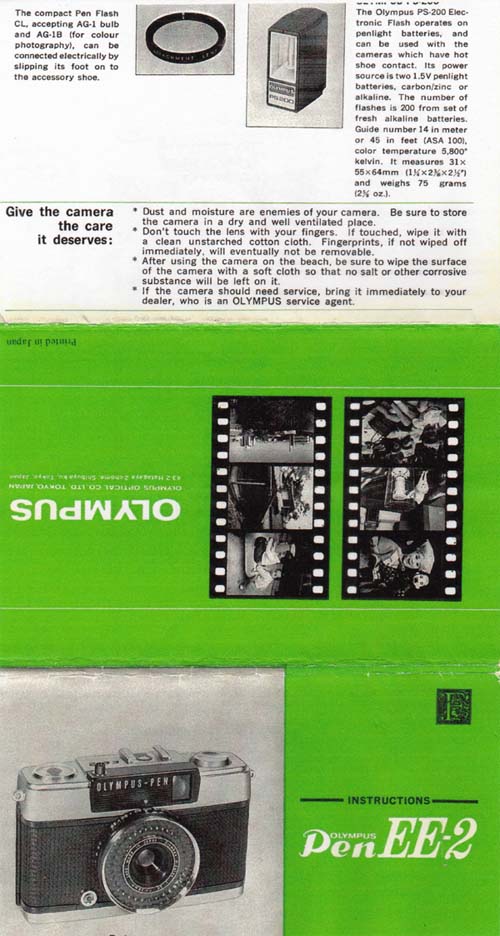 The compact Pen Flash
CL, accepting AG-1 bulb
and AG-1B (for colour
photography), can be
connected electrically by
slipping its foot on to
the accessory shoe.
OLYMPUS
PS200
The Olympus PS-200 Elec-
tronic Flash operates on
penlight batteries, and
can be used with the
cameras which have hot
shoe contact. Its power
source is two 1.5V penlight
batteries, carbon/zinc or
alkaline. The number of
flashes is 200 from set of
fresh alkaline batteries.
Guide number 14 in meter
or 45 in feet (ASA 100),
color temperature 5,800°
kelvin. It measures 31×
55×64mm
and weighs 75 grams
Give the camera
the care
it deserves:
* Dust and moisture are enemies of your camera. Be sure to store
the camera in a dry and well ventilated place.
* Don't touch the lens with your fingers. If touched, wipe it with
a clean unstarched cotton cloth. Fingerprints, if not wiped off
immediately, will eventually not be removable.
* After using the camera on the beach, be sure to wipe the surface
of the camera with a soft cloth so that no salt or other corrosive
substance will be left on it.
* If the camera should need service, bring it immediately to your
dealer, who is an OLYMPUS service agent.
Printed in Japan
OLYMPUS
OLYMPUS OPTICAL CO., LTD. TOKYO, JAPAN
43-2 Hatagaya 2-chome, Shibuya-ku, Tokyo, Japan
OLYMPUS-PEN
INSTRUCTIONS
OLYMPUS
Pen EE-2